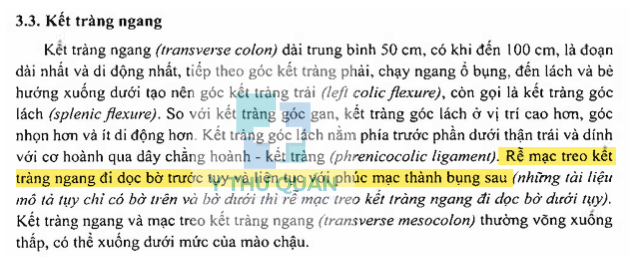 3.3. Kết tràng ngang
Kết tràng ngang (transverse colon) dài trung bình 50 cm, có khi đến 100 cm, là đoạn
dài nhất và di động nhất, tiếp theo góc kết tràng phải, chạy ngang ổ bụng, đến lách và bẻ
hướng xuống dưới tạo nên góc kết tràng trái (left colic flexure), còn gọi là kết tràng góc
lách (splenic flexure). So với kết tràng góc gan, kết tràng góc lách ở vị trí cao hơn, góc
nhọn hơn và ít di động hơn. Kết tràng góc lách nằm phía trước phần dưới thận trái và dính
với cơ hoành qua dây chằng hoành - kết tràng (phrenicocolic ligament). Rễ mạc treo kết
tràng ngang đi dọc bờ trước tụy và liên tục với phúc mạc thành bụng sau (những tài liệu
mô tả tụy chỉ có bờ trên và bờ dưới thì rễ mạc treo kết tràng ngang đi dọc bờ dưới tụy).
Kết tràng ngang và mạc treo kết tràng ngang (transverse mesocolon) thường võng xuống
thấp, có thể xuống dưới mức của mào chậu.
Y THƯ QUÁN